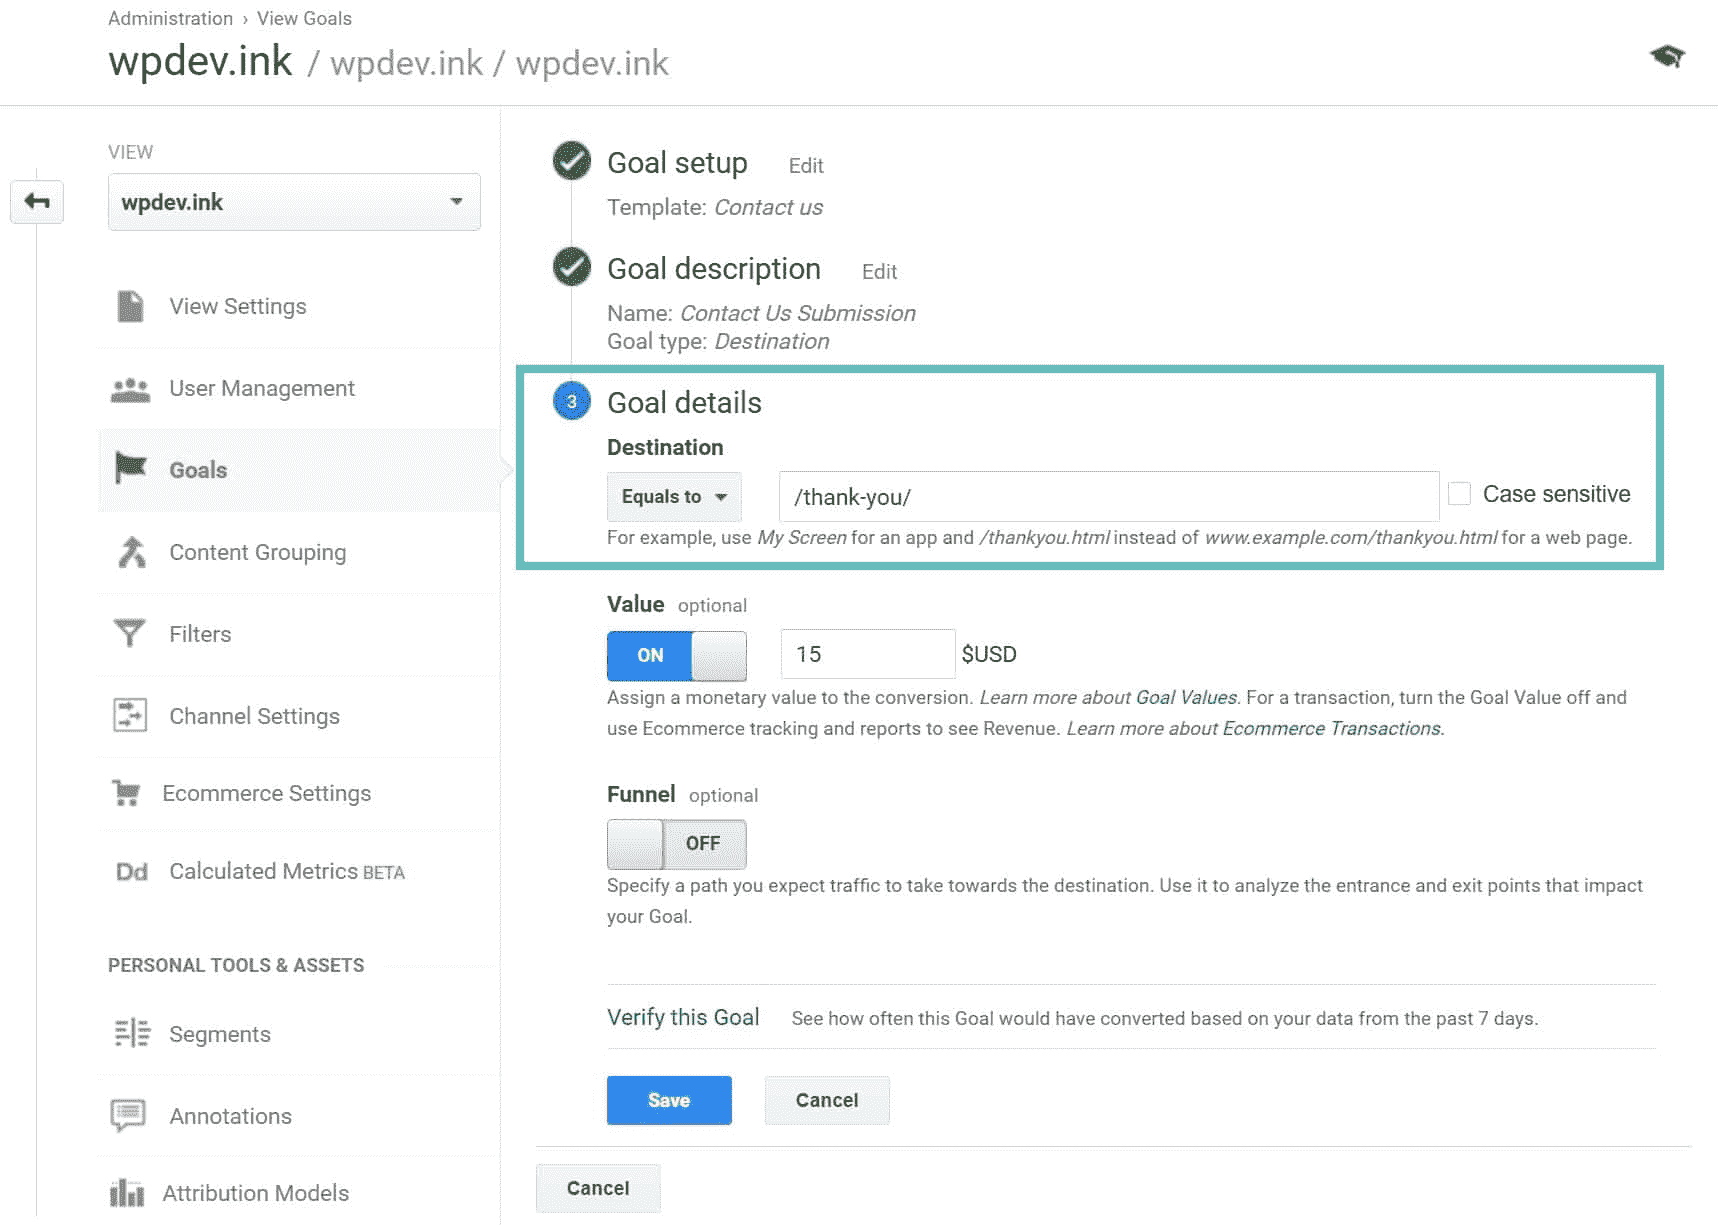 Administration › View Goals
wpdev.ink / wpdev.ink / wpdev.ink
VIEW
wpdev.ink
View Settings
User Management
Goals
Content Grouping
Filters
Channel Settings
Ecommerce Settings
Dd Calculated Metrics BETA
PERSONAL TOOLS & ASSETS
Segments
Annotations
Attribution Models
Goal setup Edit
Template: Contact us
Goal description Edit
Name: Contact Us Submission
Goal type: Destination
3 Goal details
Destination
Equals to /thank-you/ Case sensitive
For example, use My Screen for an app and /thankyou.html instead of www.example.com/thankyou.html for a web page.
Value optional
ON 15 $USD
Assign a monetary value to the conversion. Learn more about Goal Values. For a transaction, turn the Goal Value off and
use Ecommerce tracking and reports to see Revenue. Learn more about Ecommerce Transactions.
Funnel optional
OFF
Specify a path you expect traffic to take towards the destination. Use it to analyze the entrance and exit points that impact
your Goal.
Verify this Goal See how often this Goal would have converted based on your data from the past 7 days.
Save Cancel
Cancel